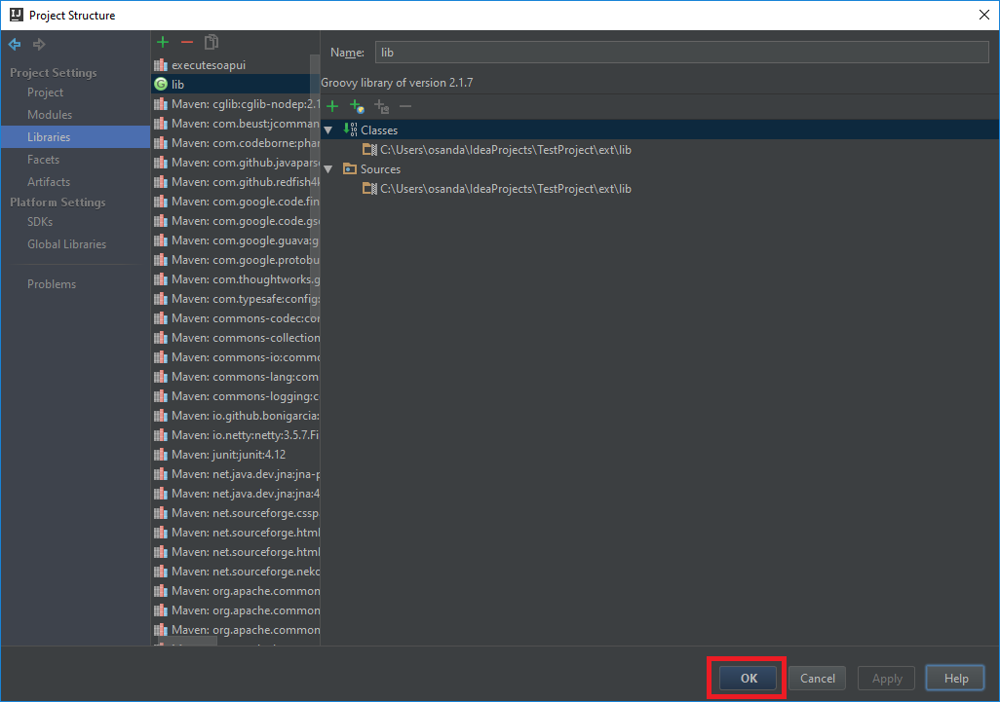 Project Structure
Project Settings
Project
Modules
Libraries
Facets
Artifacts
Platform Settings
SDKs
Global Libraries
Problems
executesoapui
lib
Maven: cglib:cglib-nodep:2.1
Maven: com.beust:jcomman
Maven: com.codeborne:phan
Maven: com.github.javaparse
Maven: com.github.redfish4k
Maven: com.google.code.fin
Maven: com.google.code.gso
Maven: com.google.guava:g
Maven: com.google.protobu
Maven: com.thoughtworks.g
Maven: com.typesafe:config:
Maven: commons-codec:con
Maven: commons-collection
Maven: commons-io:commo
Maven: commons-lang:com
Maven: commons-logging:c
Maven: io.github.bonigarcia:
Maven: io.netty:netty:3.5.7.Fi
Maven: junit:junit:4.12
Maven: net.java.dev.jna:jna-p
Maven: net.java.dev.jna:jna:4
Maven: net.sourceforge.cssp
Maven: net.sourceforge.html
Maven: net.sourceforge.html
Maven: net.sourceforge.neko
Maven: org.apache.common
Maven: org.apache.common
Maven: org.apache.common
Name: lib
Groovy library of version 2.1.7
Classes
C:\Users\osanda\IdeaProjects\TestProject\ext\lib
Sources
C:\Users\osanda\IdeaProjects\TestProject\ext\lib
OK
Cancel
Apply
Help